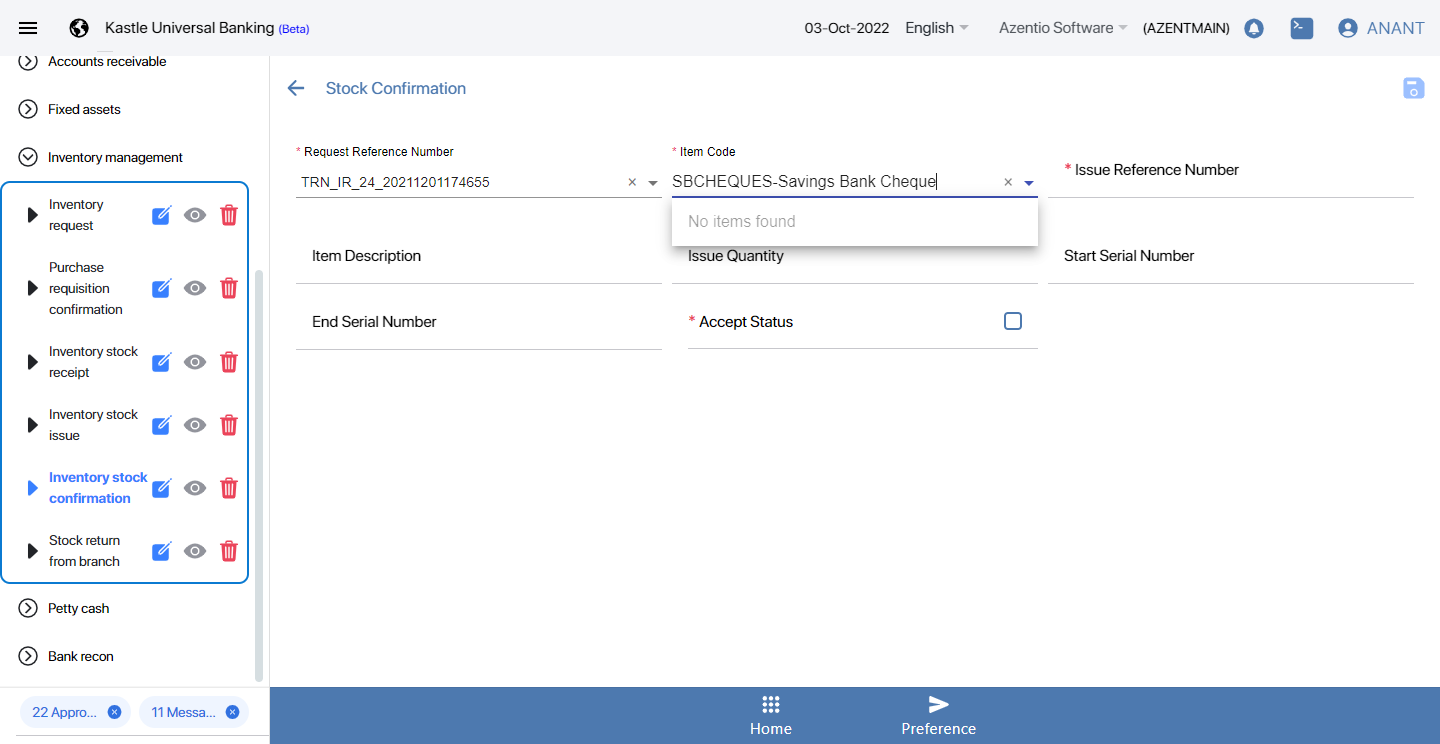 Kastle Universal Banking (Beta)
03-Oct-2022
English
Azentio Software
(AZENTMAIN)
ANANT
Accounts receivable
Fixed assets
Inventory management
Inventory
request
Purchase
requisition
confirmation
Inventory stock
receipt
Inventory stock
issue
Inventory stock
confirmation
Stock return
from branch
Petty cash
Bank recon
22 Appro...
11 Messa...
Stock Confirmation
* Request Reference Number
TRN_IR_24_20211201174655
×
* Item Code
SBCHEQUES-Savings Bank Cheque
×
No items found
* Issue Reference Number
Item Description
Issue Quantity
Start Serial Number
End Serial Number
* Accept Status
Home
Preference